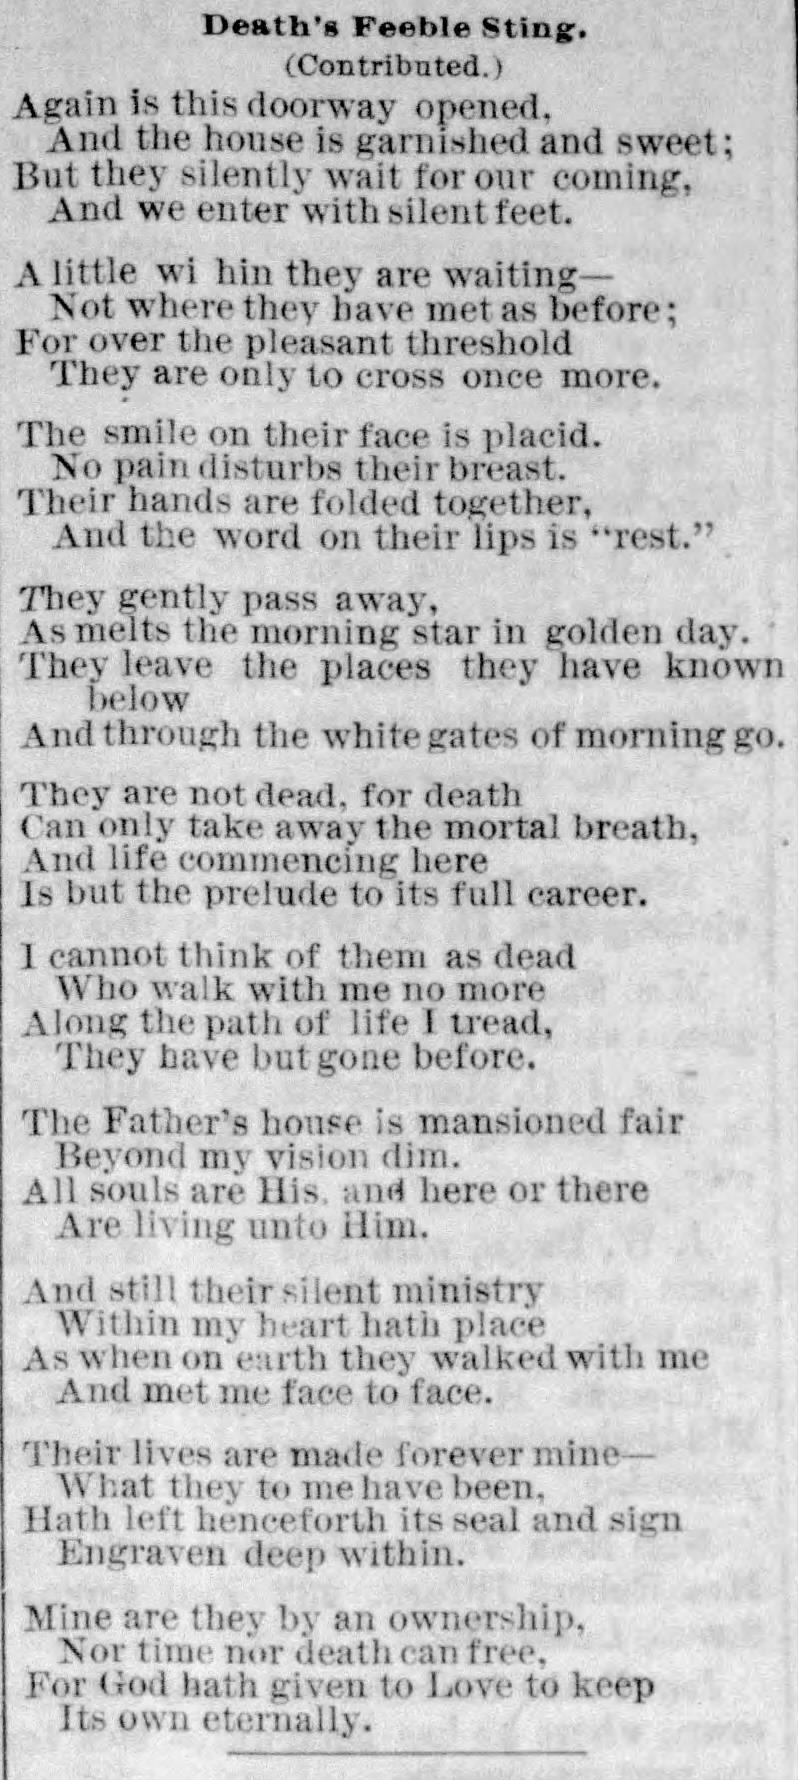 Death's Feeble Sting.
(Contributed.)
Again is this doorway opened,
And the house is garnished and sweet;
But they silently wait for our coming,
And we enter with silent feet.
A little wi hin they are waiting—
Not where they have met as before;
For over the pleasant threshold
They are only to cross once more.
The smile on their face is placid.
No pain disturbs their breast.
Their hands are folded together,
And the word on their lips is "rest."
They gently pass away,
As melts the morning star in golden day.
They leave the places they have known
below
And through the white gates of morning go.
They are not dead, for death
Can only take away the mortal breath,
And life commencing here
Is but the prelude to its full career.
I cannot think of them as dead
Who walk with me no more
Along the path of life I tread,
They have but gone before.
The Father's house is mansioned fair
Beyond my vision dim.
All souls are His, and here or there
Are living unto Him.
And still their silent ministry
Within my heart hath place
As when on earth they walked with me
And met me face to face.
Their lives are made forever mine—
What they to me have been,
Hath left henceforth its seal and sign
Engraven deep within.
Mine are they by an ownership,
Nor time nor death can free,
For God hath given to Love to keep
Its own eternally.